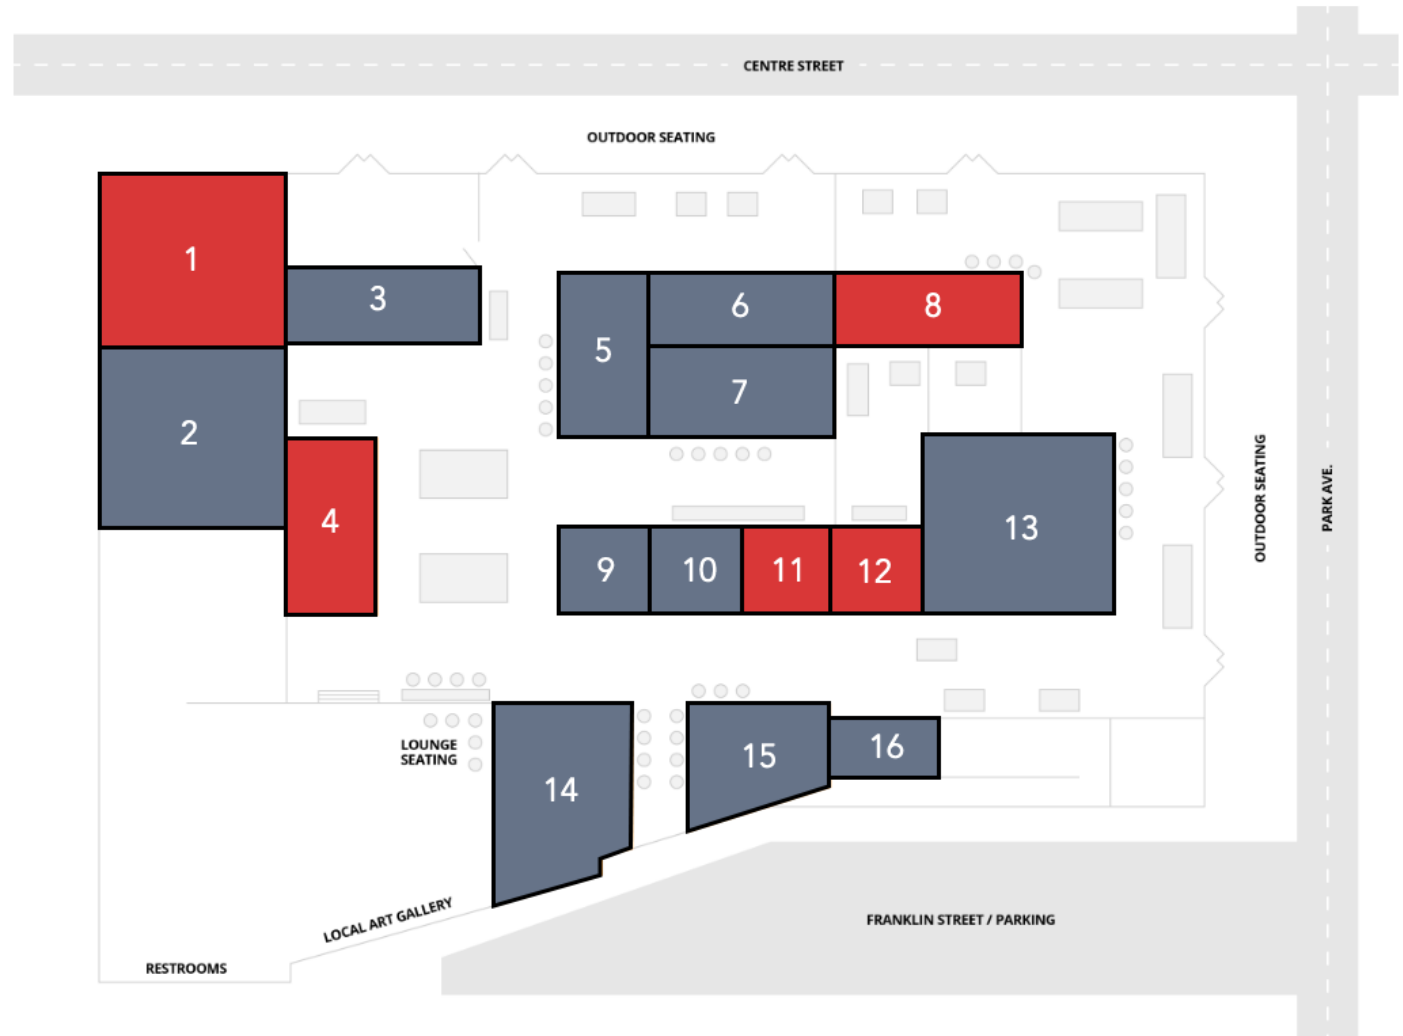 CENTRE STREET
OUTDOOR SEATING
1
3
6
8
5
7
2
4
13
9
10
11
12
OUTDOOR SEATING
PARK AVE.
LOUNGE
SEATING
14
15
16
LOCAL ART GALLERY
FRANKLIN STREET / PARKING
RESTROOMS